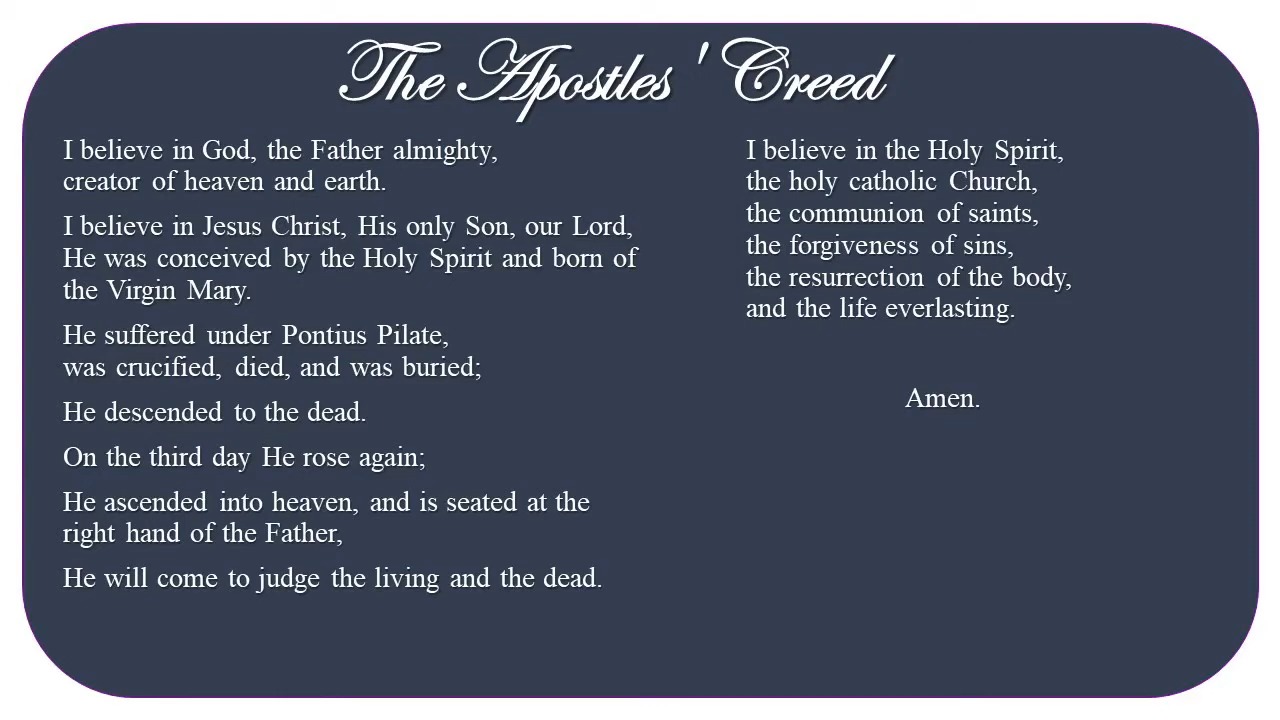 The Apostles' Creed
I believe in God, the Father almighty,
creator of heaven and earth.
I believe in Jesus Christ, His only Son, our Lord,
He was conceived by the Holy Spirit and born of
the Virgin Mary.
He suffered under Pontius Pilate,
was crucified, died, and was buried;
He descended to the dead.
On the third day He rose again;
He ascended into heaven, and is seated at the
right hand of the Father,
He will come to judge the living and the dead.
I believe in the Holy Spirit,
the holy catholic Church,
the communion of saints,
the forgiveness of sins,
the resurrection of the body,
and the life everlasting.
Amen.